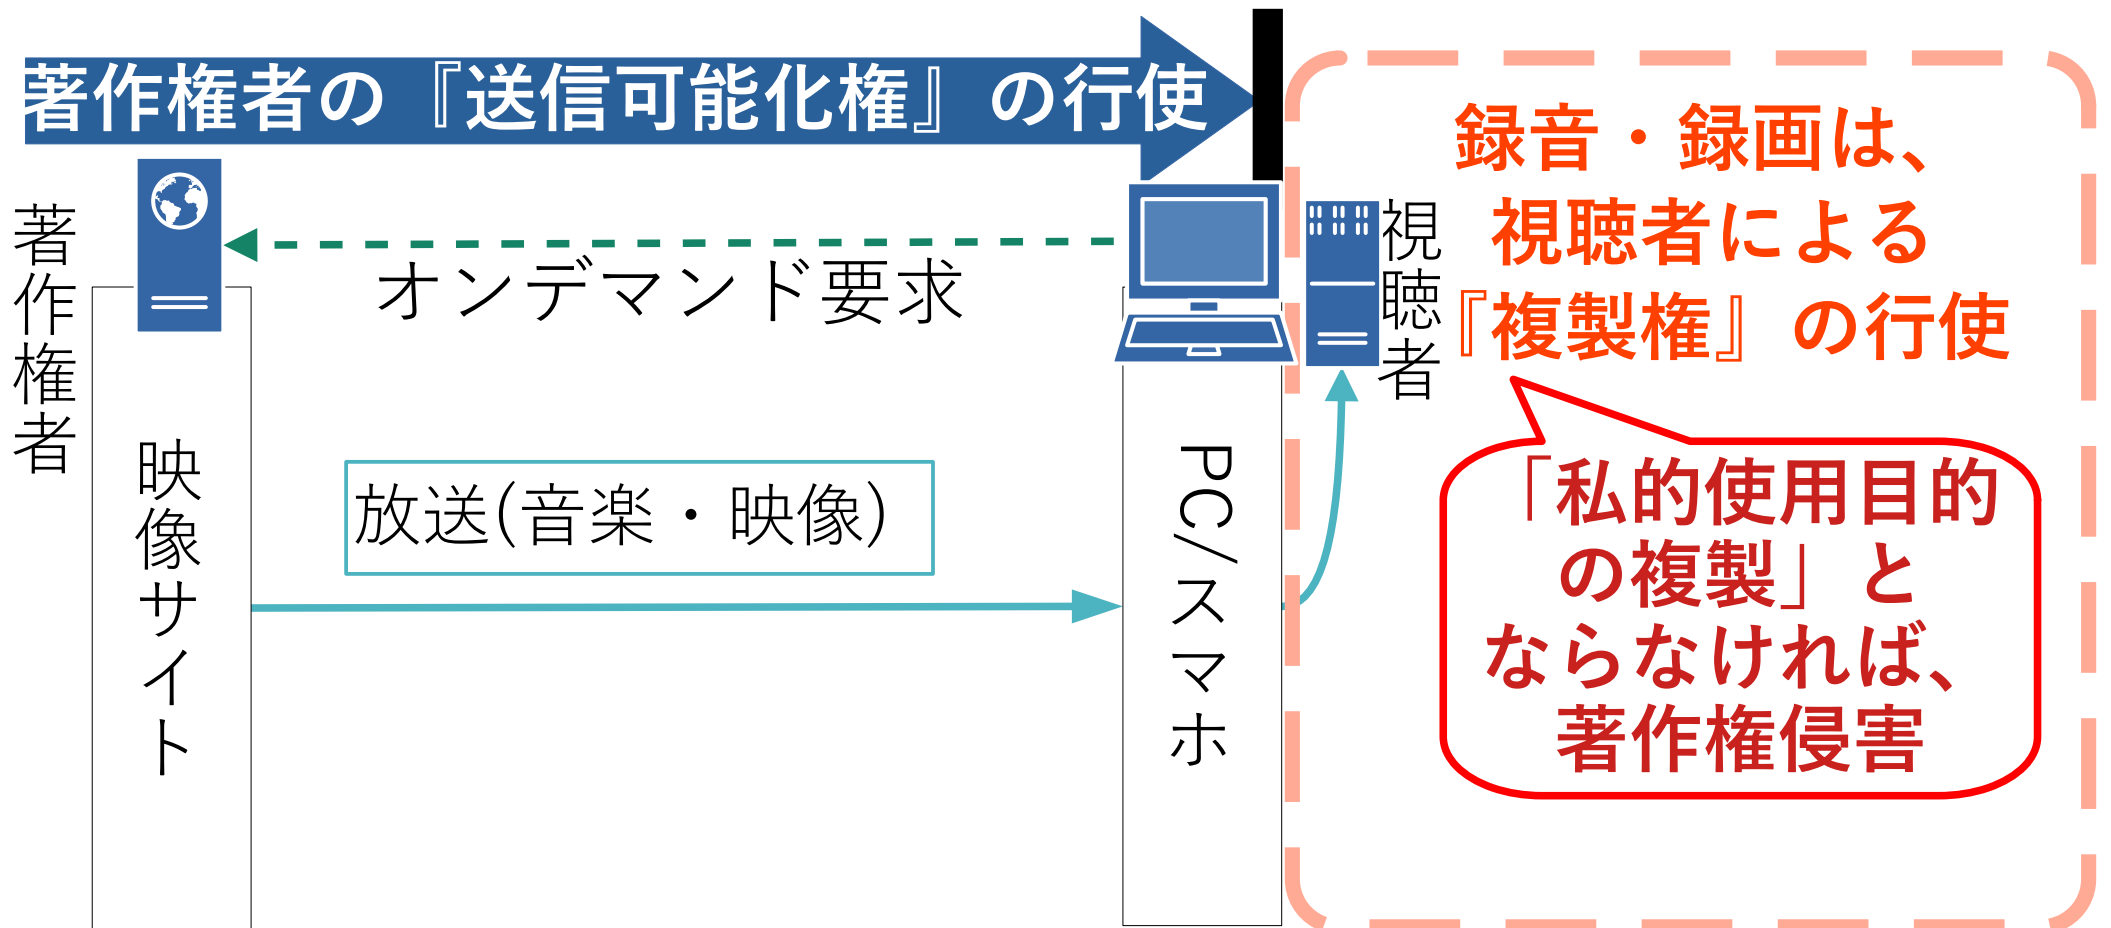 著作権者の『送信可能化権』の行使
著作権者
オンデマンド要求
映像サイト
放送(音楽・映像)
PC/スマホ
視聴者
録音・録画は、
視聴者による
『複製権』の行使
「私的使用目的
の複製」と
ならなければ、
著作権侵害